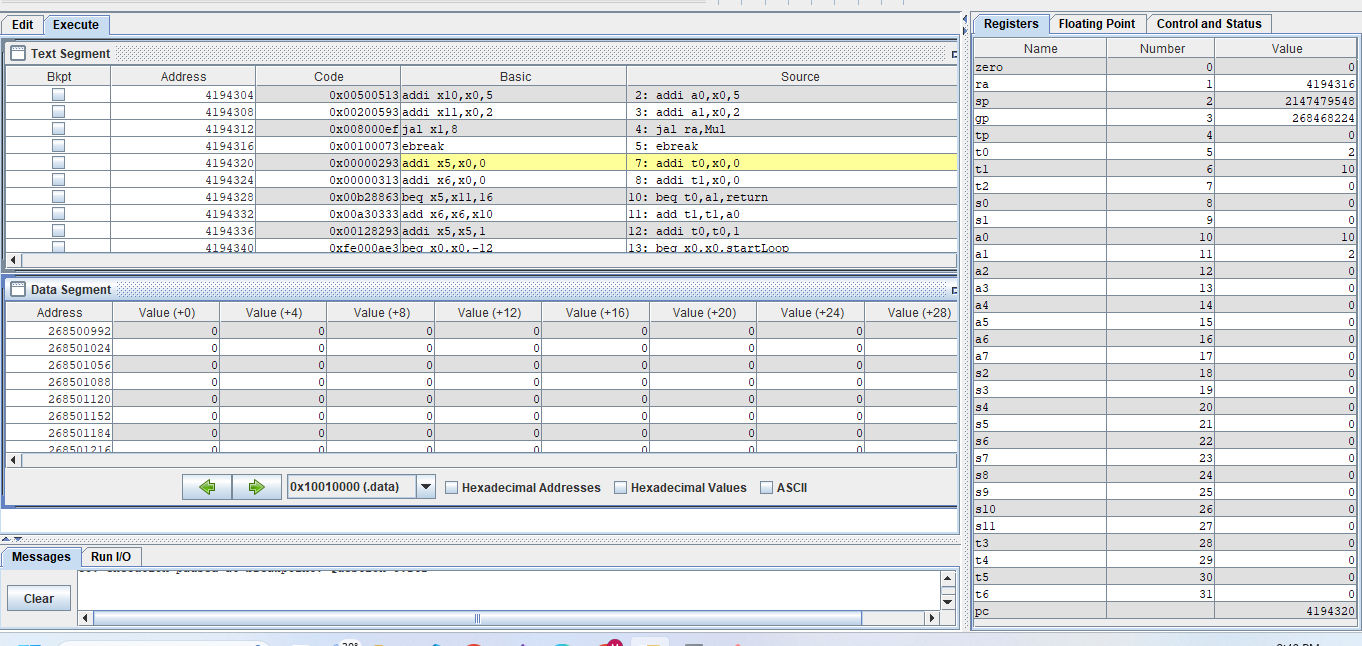 Edit Execute
Text Segment
Bkpt Address Code Basic Source
4194304 0x00500513 addi x10,x0,5 2: addi a0,x0,5
4194308 0x00200593 addi x11,x0,2 3: addi a1,x0,2
4194312 0x008000ef jal x1,8 4: jal ra,Mul
4194316 0x00100073 ebreak 5: ebreak
4194320 0x00000293 addi x5,x0,0 7: addi t0,x0,0
4194324 0x00000313 addi x6,x0,0 8: addi t1,x0,0
4194328 0x00b28863 beq x5,x11,16 10: beq t0,a1,return
4194332 0x00a30333 add x6,x6,x10 11: add t1,t1,a0
4194336 0x00128293 addi x5,x5,1 12: addi t0,t0,1
4194340 0xfe000ae3 beq x0,x0,-12 13: beq x0,x0,startLoop
Data Segment
Address Value (+0) Value (+4) Value (+8) Value (+12) Value (+16) Value (+20) Value (+24) Value (+28)
268500992 0 0 0 0 0 0 0
268501024 0 0 0 0 0 0 0
268501056 0 0 0 0 0 0 0
268501088 0 0 0 0 0 0 0
268501120 0 0 0 0 0 0 0
268501152 0 0 0 0 0 0 0
268501184 0 0 0 0 0 0 0
268501216 0 0 0 0 0 0 0
0x10010000 (.data) Hexadecimal Addresses Hexadecimal Values ASCII
Messages Run I/O
Clear
Registers Floating Point Control and Status
Name Number Value
zero 0 0
ra 1 4194316
sp 2 2147479548
gp 3 268468224
tp 4 0
t0 5 2
t1 6 10
t2 7 0
s0 8 0
s1 9 0
a0 10 10
a1 11 2
a2 12 0
a3 13 0
a4 14 0
a5 15 0
a6 16 0
a7 17 0
s2 18 0
s3 19 0
s4 20 0
s5 21 0
s6 22 0
s7 23 0
s8 24 0
s9 25 0
s10 26 0
s11 27 0
t3 28 0
t4 29 0
t5 30 0
t6 31 0
pc 4194320